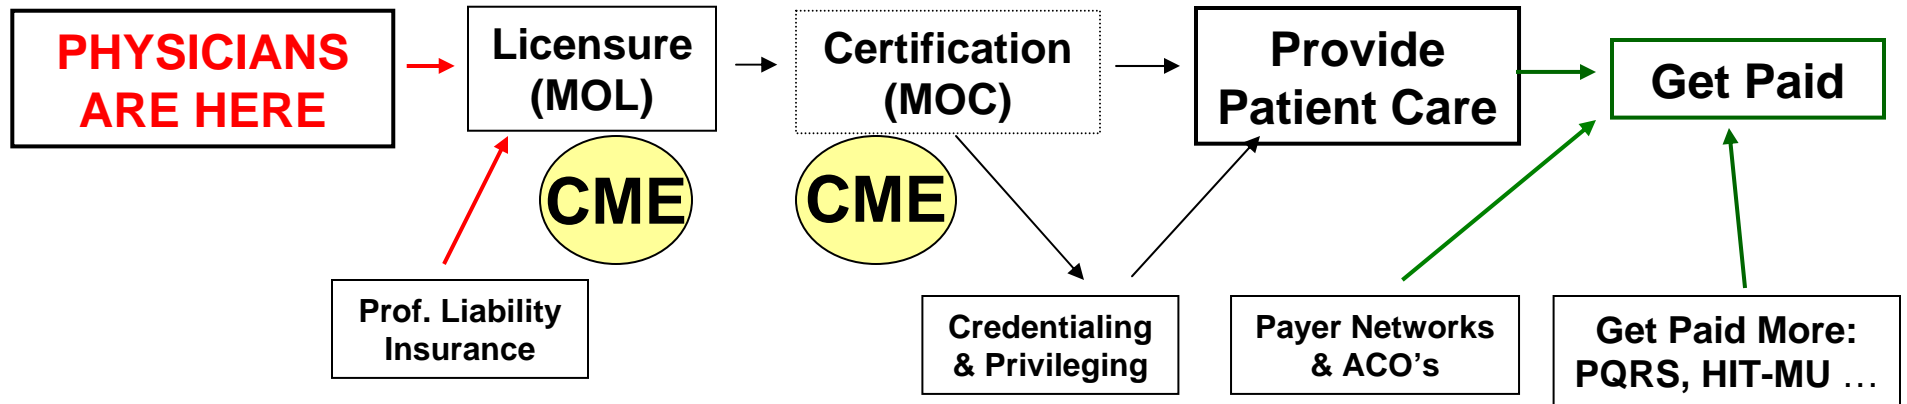 PHYSICIANS
ARE HERE
Licensure
(MOL)
Certification
(MOC)
Provide
Patient Care
Get Paid
CME
CME
Prof. Liability
Insurance
Credentialing
& Privileging
Payer Networks
& ACO's
Get Paid More:
PQRS, HIT-MU ...